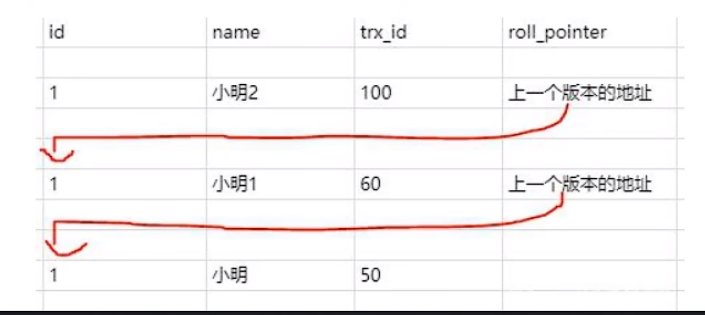 id name trx_id roll_pointer
1 小明2 100 上一个版本的地址
1 小明1 60 上一个版本的地址
1 小明 50